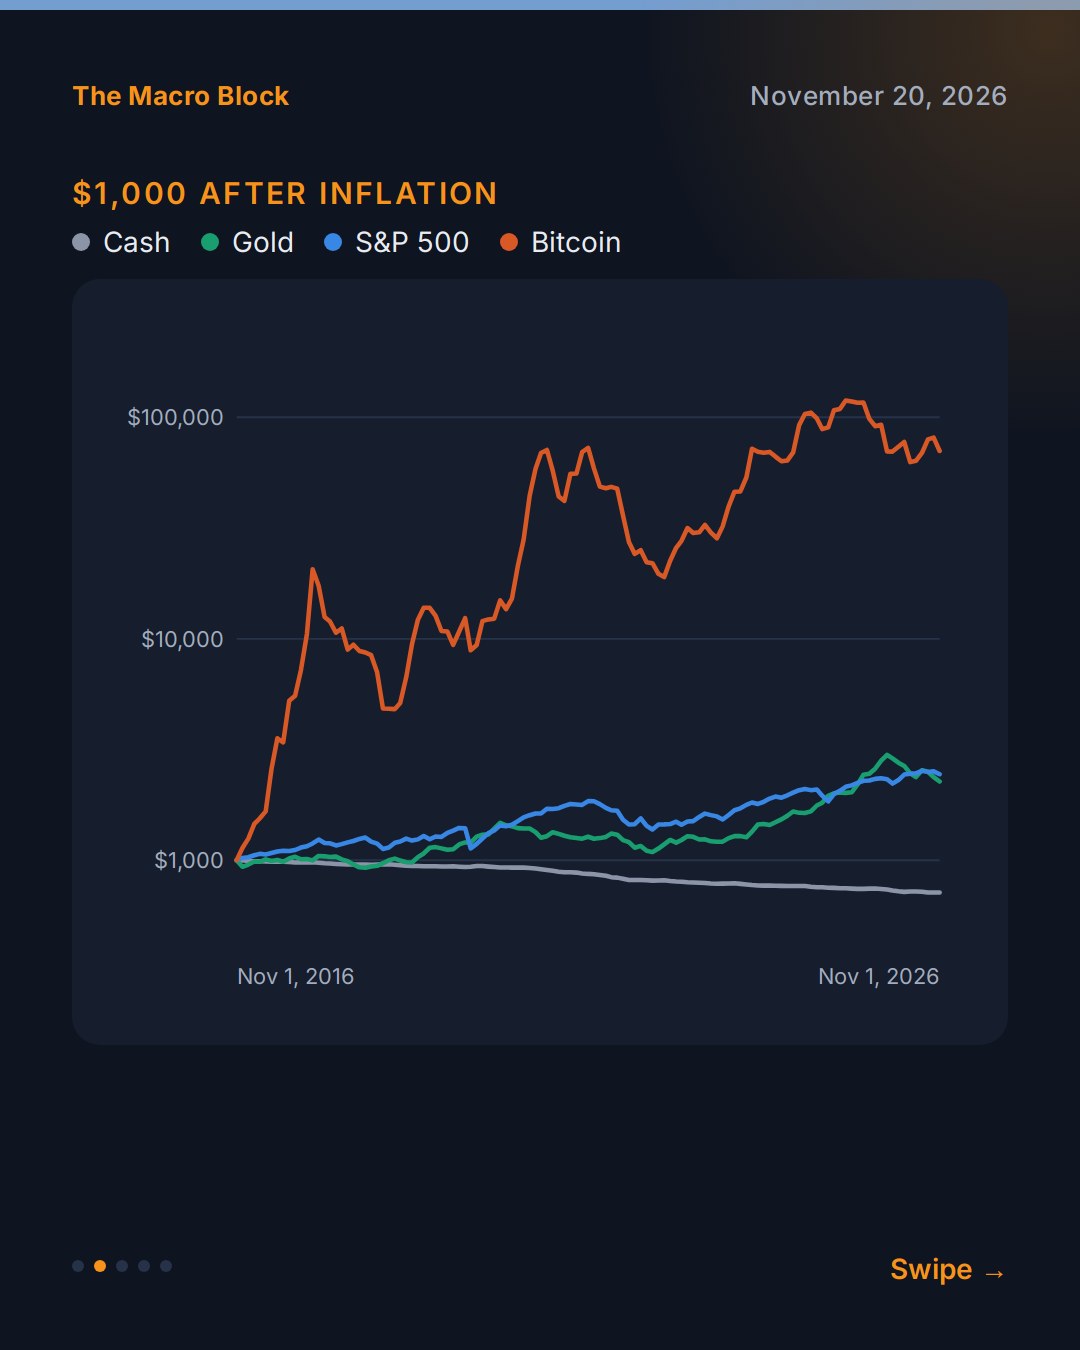 The Macro Block
November 20, 2026
$1,000 AFTER INFLATION
Cash Gold S&P 500 Bitcoin
$100,000
$10,000
$1,000
Nov 1, 2016 Nov 1, 2026
Swipe →